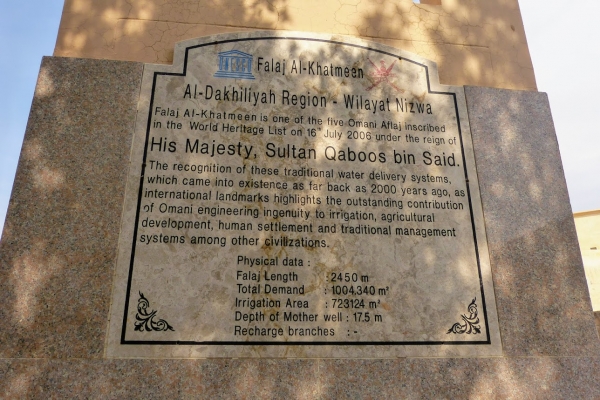 Falaj Al-Khatmeen
Al-Dakhiliyah Region - Wilayat Nizwa
Falaj Al-Khatmeen is one of the five Omani Aflaj inscribed
in the World Heritage List on 16th July 2006 under the reign of
His Majesty, Sultan Qaboos bin Said.
The recognition of these traditional water delivery systems,
which came into existence as far back as 2000 years ago, as
international landmarks highlights the outstanding contribution
of Omani engineering ingenuity to irrigation, agricultural
development, human settlement and traditional management
systems among other civilizations.
Physical data :
Falaj Length : 2450 m
Total Demand : 1004,340 m³
Irrigation Area : 723124 m²
Depth of Mother well : 17.5 m
Recharge branches : -